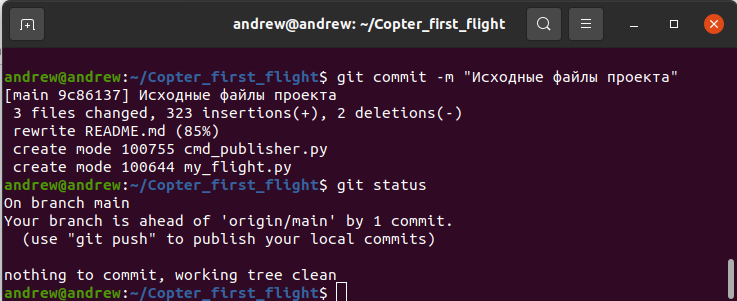 andrew@andrew: ~/Copter_first_flight
andrew@andrew:~/Copter_first_flight$ git commit -m "Исходные файлы проекта"
[main 9c86137] Исходные файлы проекта
 3 files changed, 323 insertions(+), 2 deletions(-)
 rewrite README.md (85%)
 create mode 100755 cmd_publisher.py
 create mode 100644 my_flight.py
andrew@andrew:~/Copter_first_flight$ git status
On branch main
Your branch is ahead of 'origin/main' by 1 commit.
  (use "git push" to publish your local commits)
nothing to commit, working tree clean
andrew@andrew:~/Copter_first_flight$